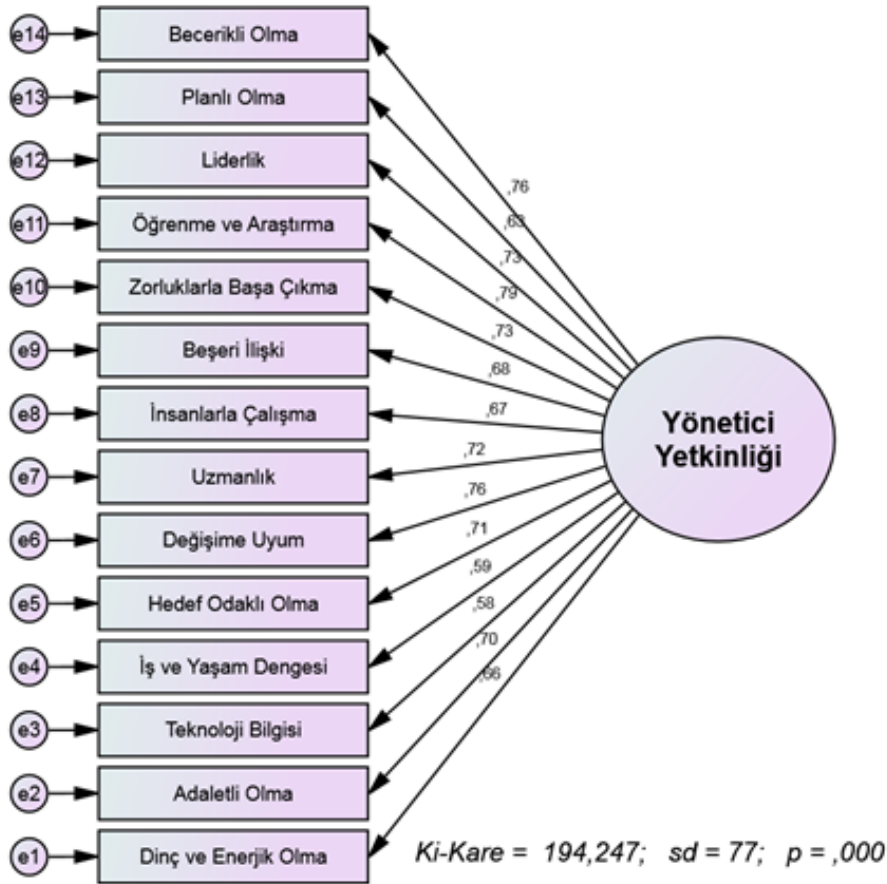 e14 Becerikli Olma
e13 Planlı Olma
e12 Liderlik
e11 Öğrenme ve Araştırma
e10 Zorluklarla Başa Çıkma
e9 Beşeri İlişki
e8 İnsanlarla Çalışma
e7 Uzmanlık
e6 Değişime Uyum
e5 Hedef Odaklı Olma
e4 İş ve Yaşam Dengesi
e3 Teknoloji Bilgisi
e2 Adaletli Olma
e1 Dinç ve Enerjik Olma
,76
,63
,73
,79
,73
,68
,67
,72
,76
,71
,59
,58
,70
,66
Yönetici
Yetkinliği
Ki-Kare = 194,247; sd = 77; p = ,000